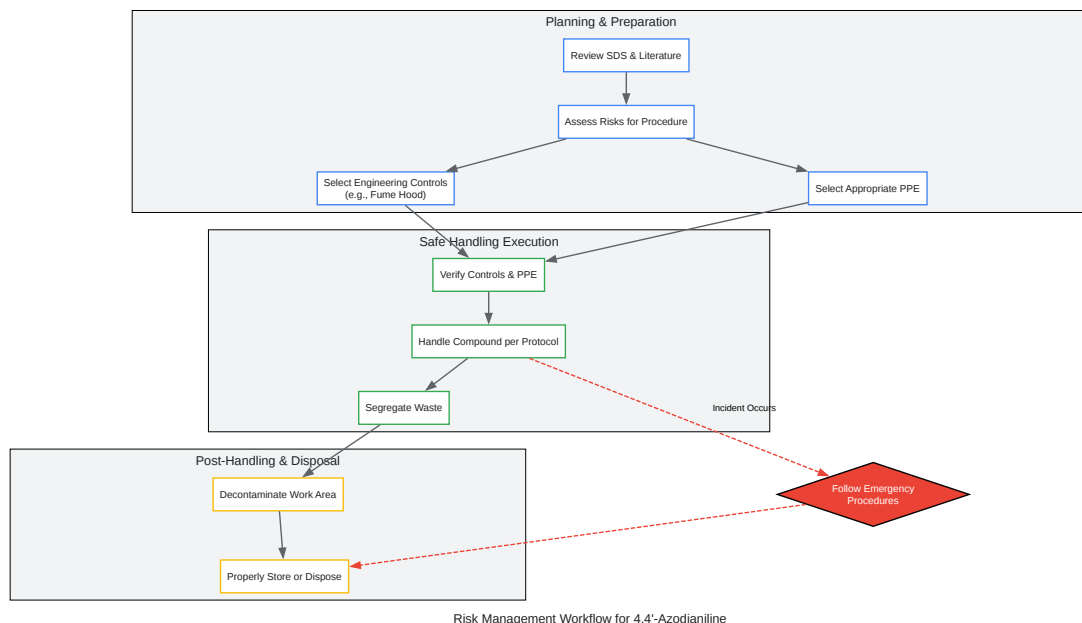 Planning & Preparation
Review SDS & Literature
Assess Risks for Procedure
Select Engineering Controls
(e.g., Fume Hood)
Select Appropriate PPE
Safe Handling Execution
Verify Controls & PPE
Handle Compound per Protocol
Incident Occurs
Segregate Waste
Post-Handling & Disposal
Decontaminate Work Area
Follow Emergency
Procedures
Properly Store or Dispose
Risk Management Workflow for 4,4'-Azodianiline